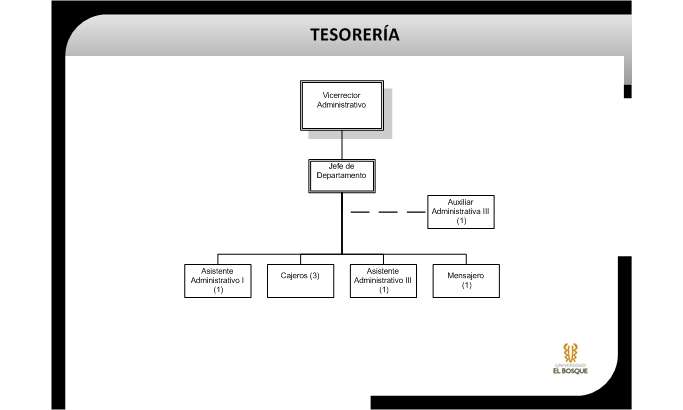 TESORERÍA
Vicerrector
Administrativo
Jefe de
Departamento
Auxiliar
Administrativa III
(1)
Asistente
Administrativo I
(1)
Cajeros (3)
Asistente
Administrativo III
(1)
Mensajero
(1)
UNIVERSIDAD
EL BOSQUE